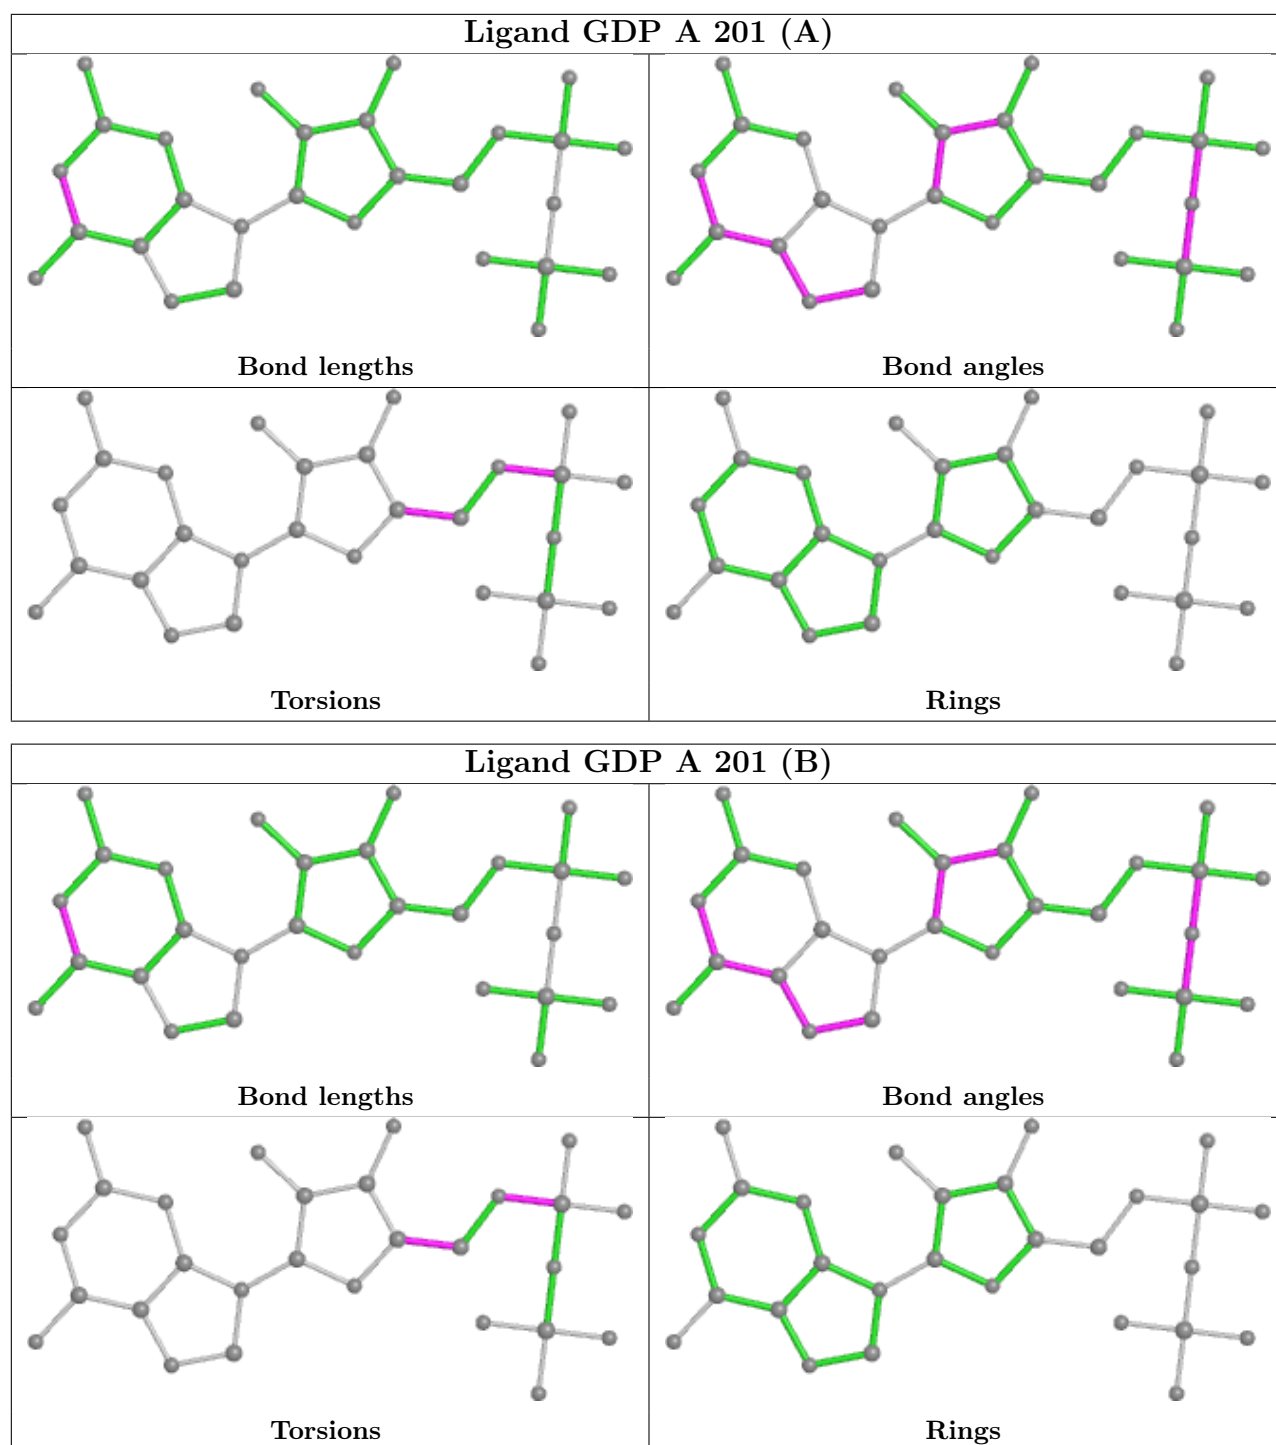 Ligand GDP A 201 (A)
Bond lengths
Bond angles
Torsions
Rings
Ligand GDP A 201 (B)
Bond lengths
Bond angles
Torsions
Rings